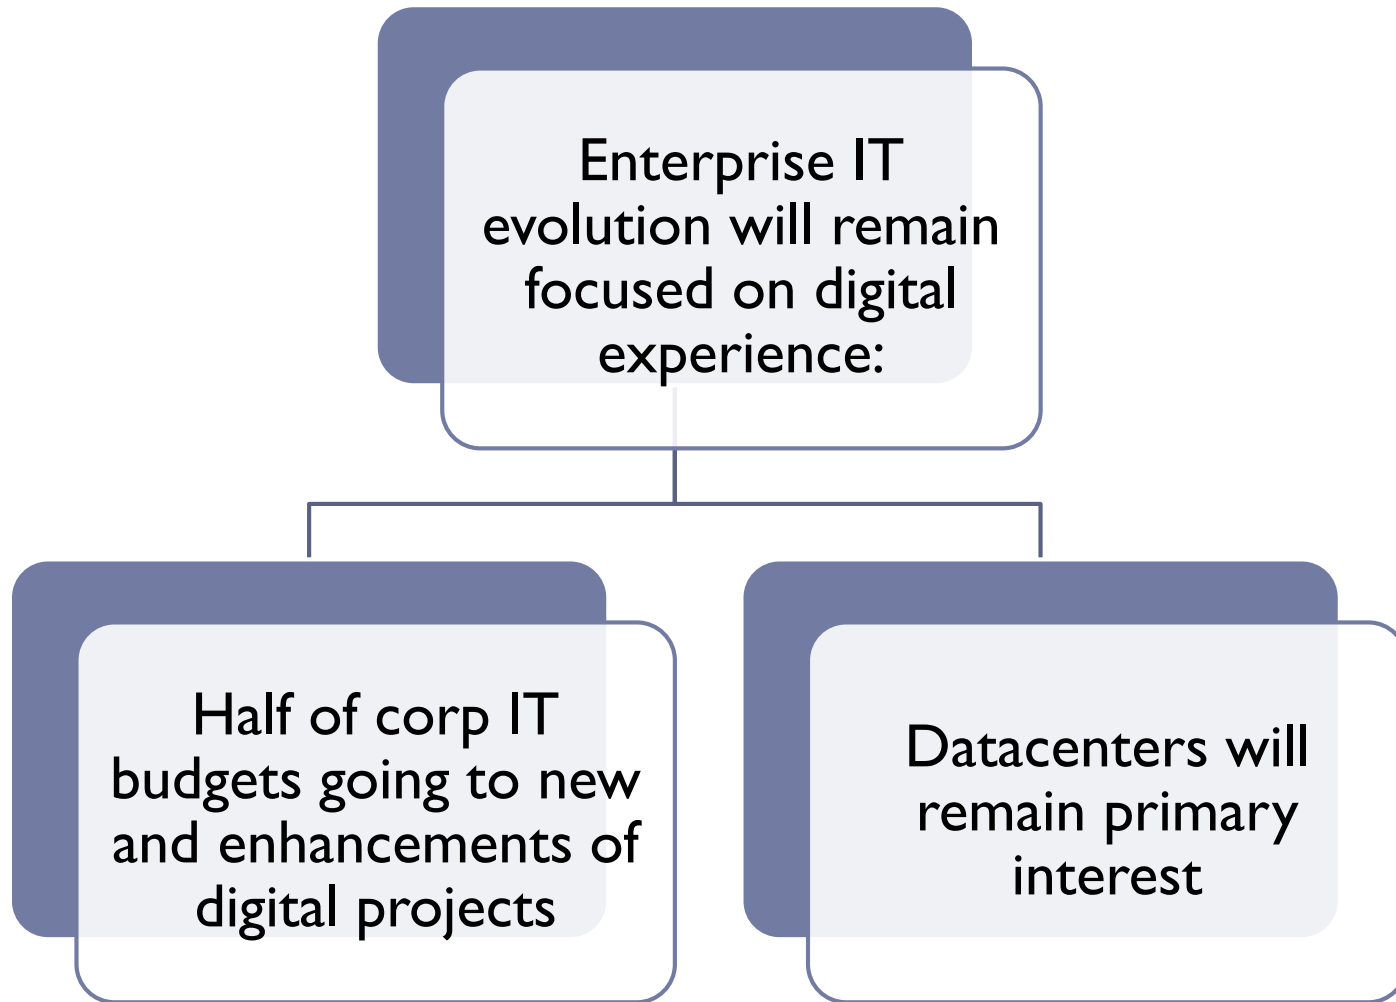 Enterprise IT
evolution will remain
focused on digital
experience:
Half of corp IT
budgets going to new
and enhancements of
digital projects
Datacenters will
remain primary
interest